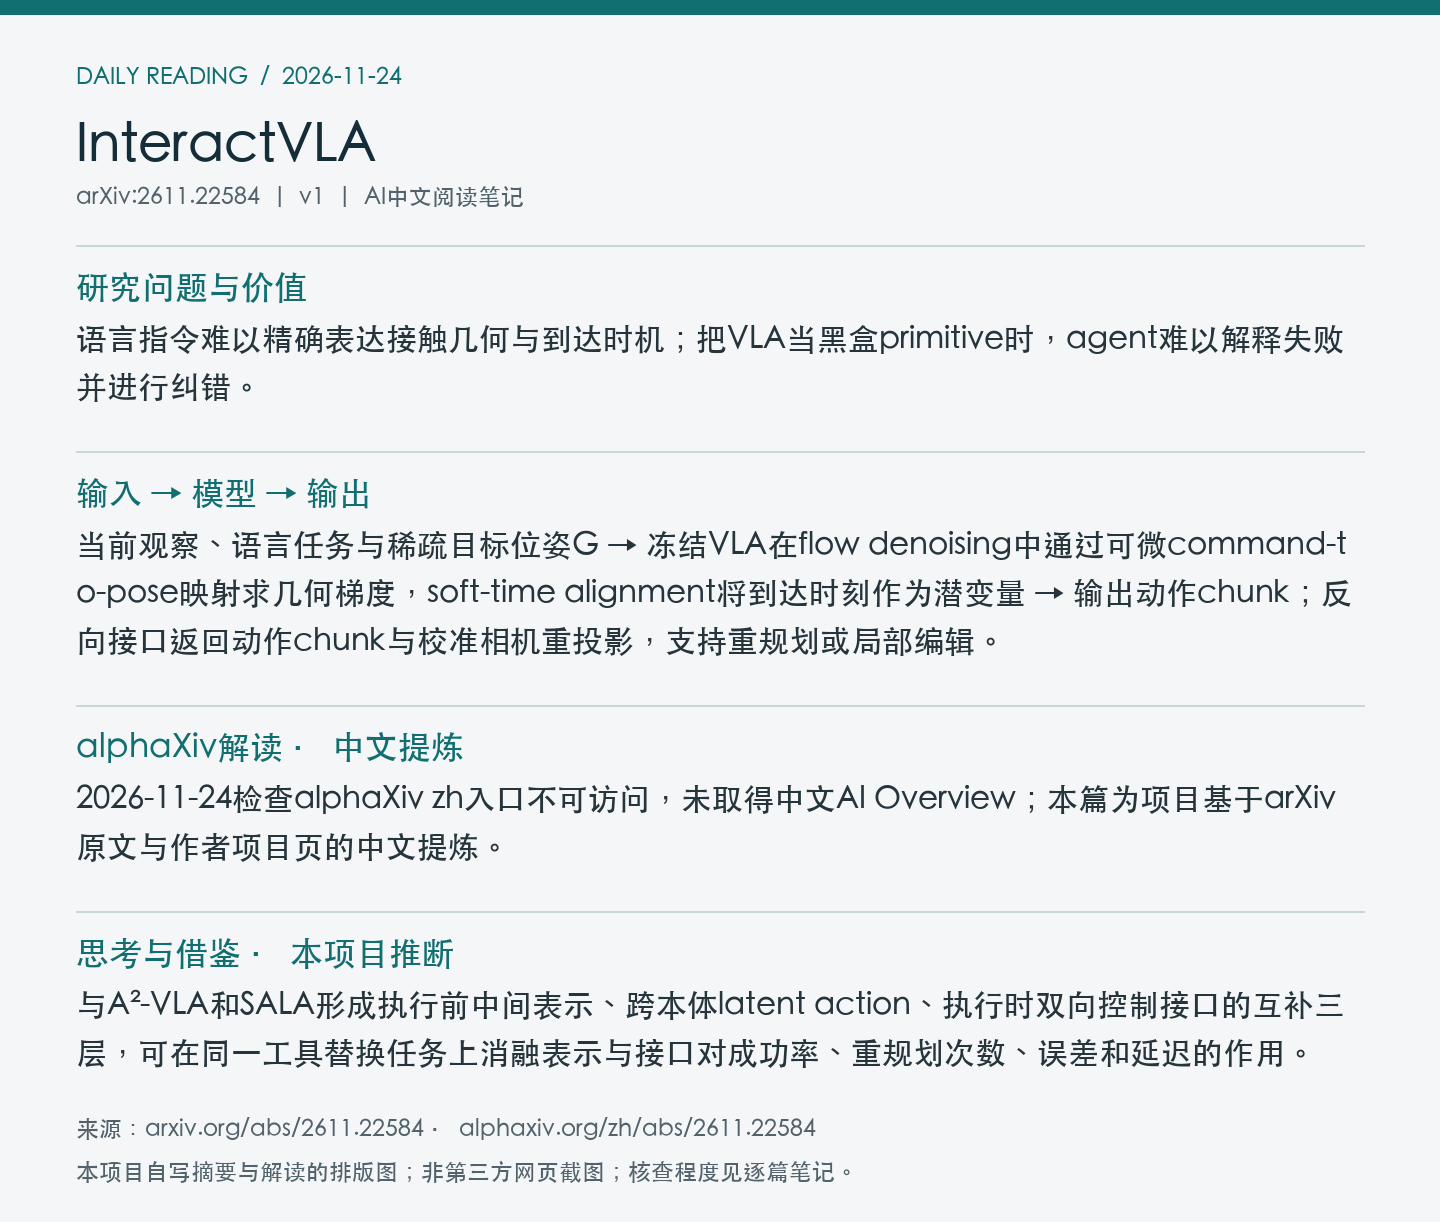 DAILY READING / 2026-11-24
InteractVLA
arXiv:2611.22584 | v1 | AI中文阅读笔记
研究问题与价值
语言指令难以精确表达接触几何与到达时机；把VLA当黑盒primitive时，agent难以解释失败
并进行纠错。
输入 → 模型 → 输出
当前观察、语言任务与稀疏目标位姿G → 冻结VLA在flow denoising中通过可微command-t
o-pose映射求几何梯度，soft-time alignment将到达时刻作为潜变量 → 输出动作chunk；反
向接口返回动作chunk与校准相机重投影，支持重规划或局部编辑。
alphaXiv解读 · 中文提炼
2026-11-24检查alphaXiv zh入口不可访问，未取得中文AI Overview；本篇为项目基于arXiv
原文与作者项目页的中文提炼。
思考与借鉴 · 本项目推断
与A²-VLA和SALA形成执行前中间表示、跨本体latent action、执行时双向控制接口的互补三
层，可在同一工具替换任务上消融表示与接口对成功率、重规划次数、误差和延迟的作用。
来源：arxiv.org/abs/2611.22584 · alphaxiv.org/zh/abs/2611.22584
本项目自写摘要与解读的排版图；非第三方网页截图；核查程度见逐篇笔记。